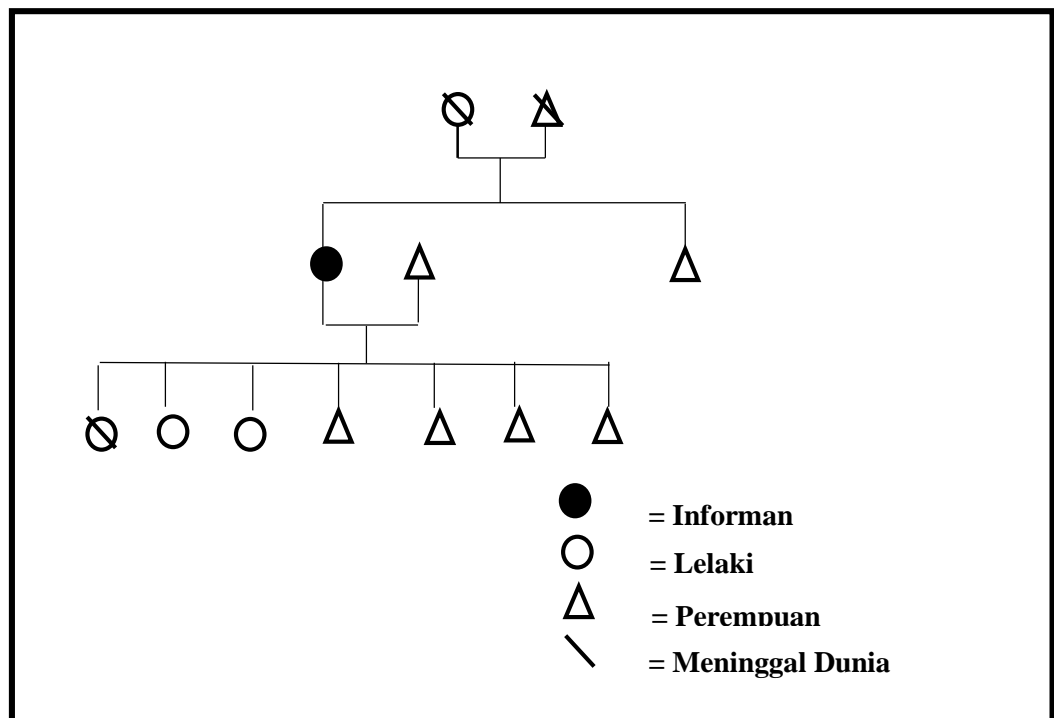 = Informan
= Lelaki
= Perempuan
= Meninggal Dunia